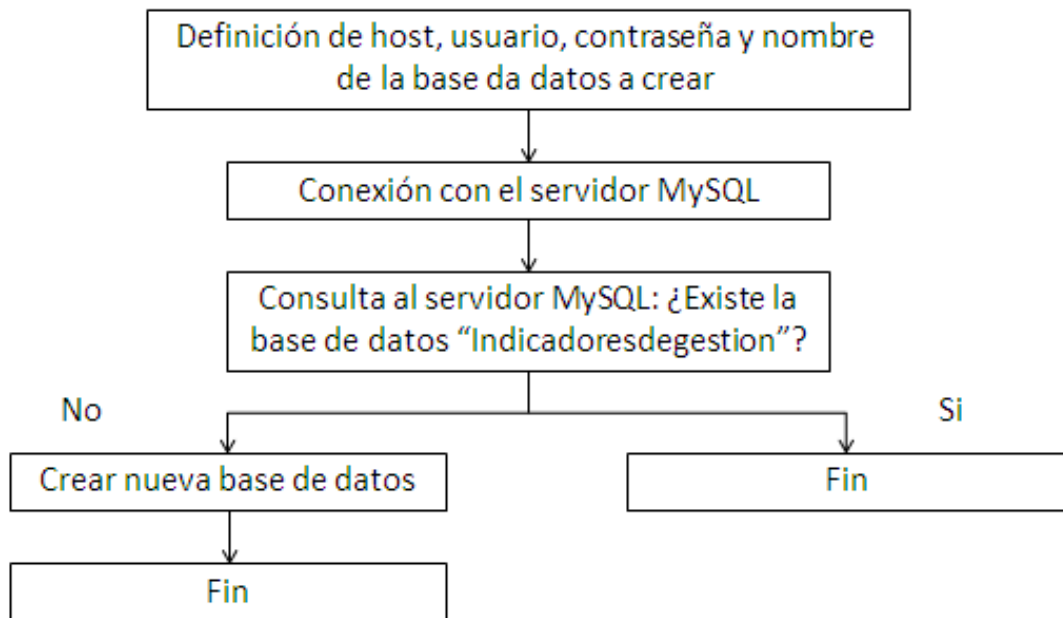 Definición de host, usuario, contraseña y nombre
de la base da datos a crear
Conexión con el servidor MySQL
Consulta al servidor MySQL: ¿Existe la
base de datos “Indicadoresdegestion”?
No
Si
Crear nueva base de datos
Fin
Fin